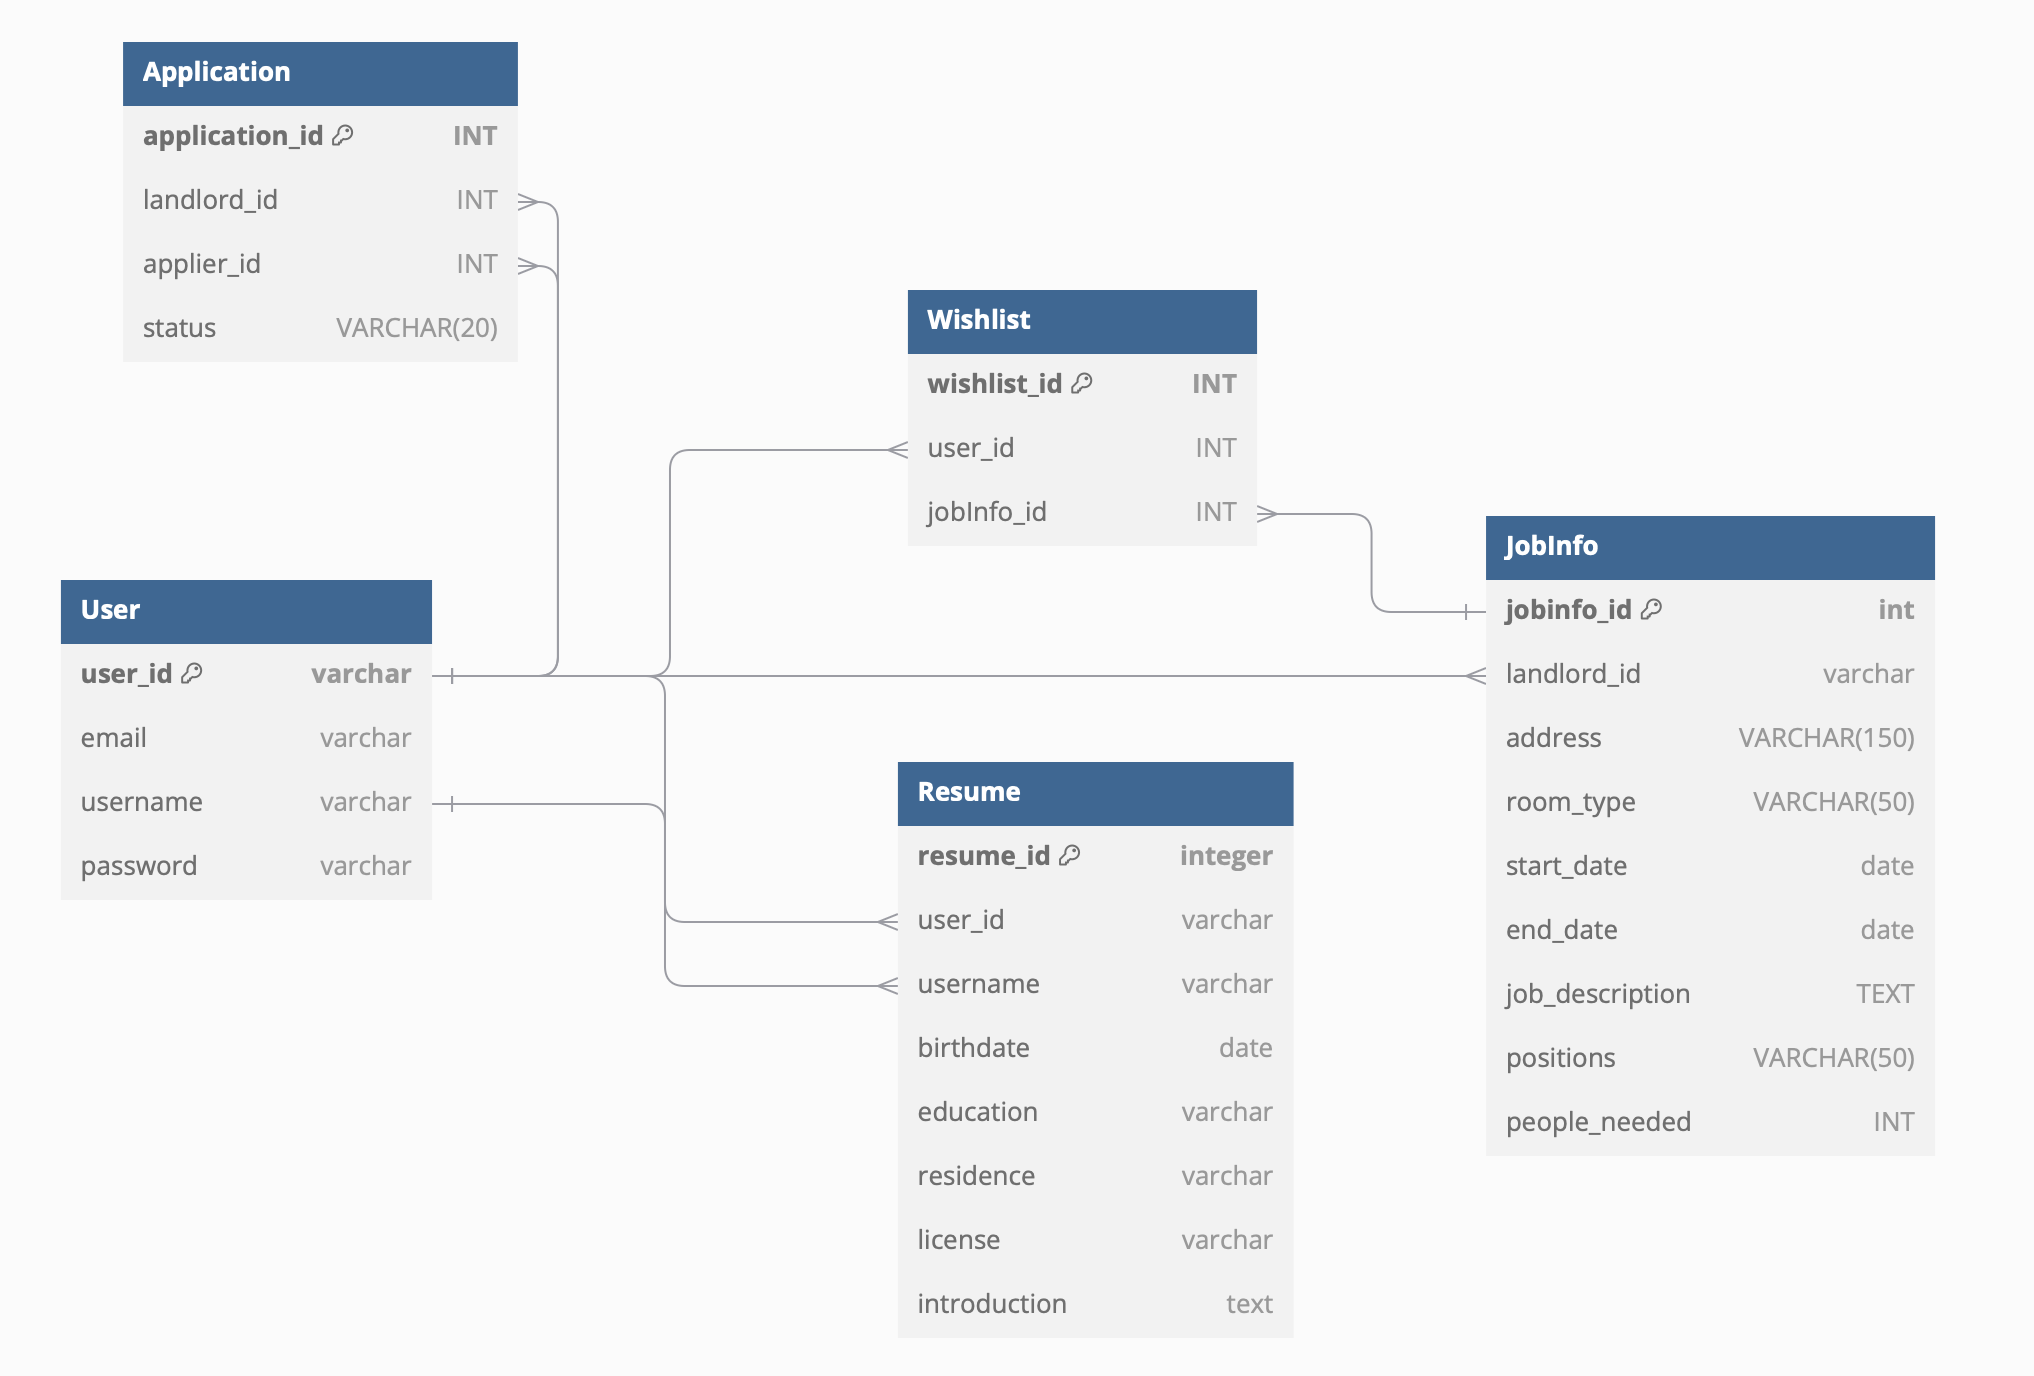 Application
application_id INT
landlord_id INT
applier_id INT
status VARCHAR(20)
Wishlist
wishlist_id INT
user_id INT
jobInfo_id INT
User
user_id varchar
email varchar
username varchar
password varchar
JobInfo
jobinfo_id int
landlord_id varchar
address VARCHAR(150)
room_type VARCHAR(50)
start_date date
end_date date
job_description TEXT
positions VARCHAR(50)
people_needed INT
Resume
resume_id integer
user_id varchar
username varchar
birthdate date
education varchar
residence varchar
license varchar
introduction text